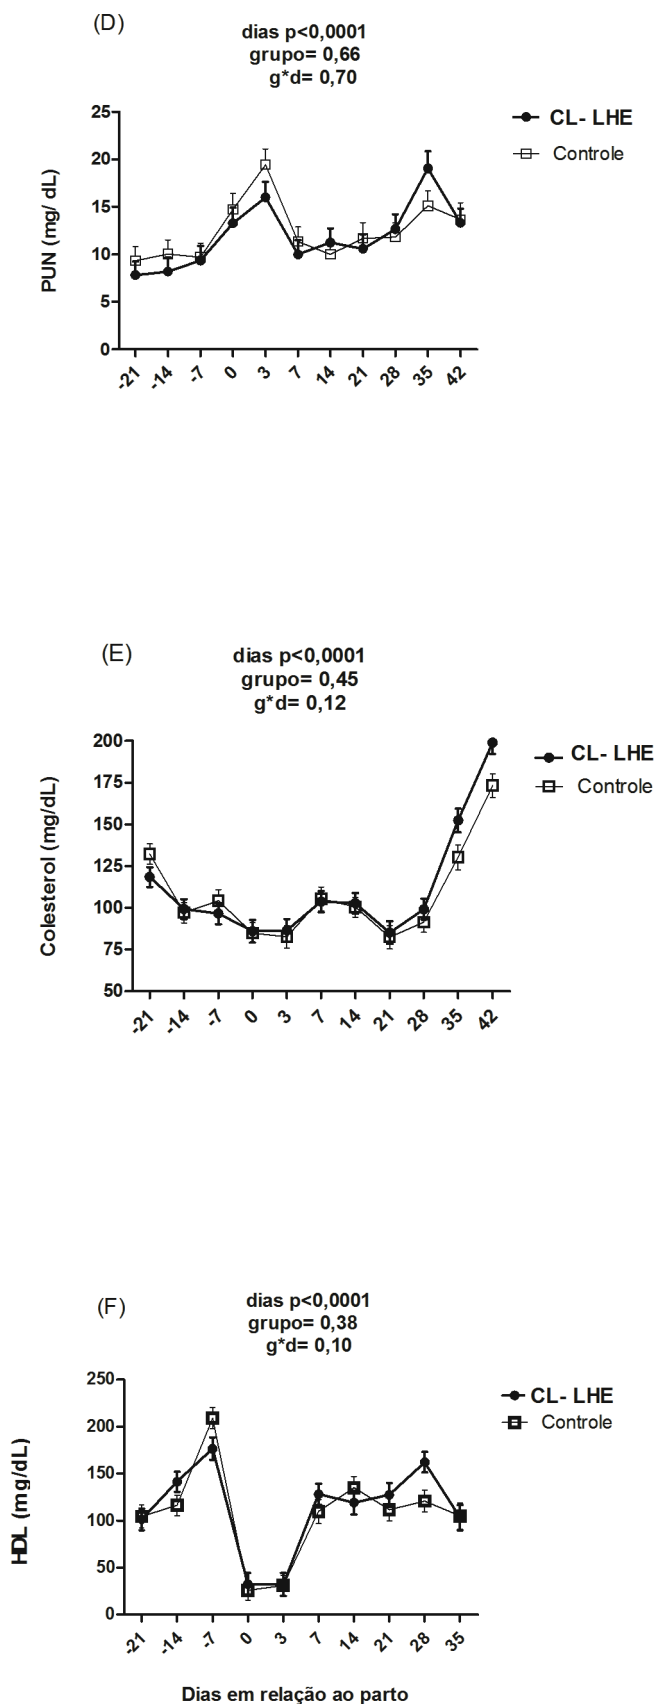 (D)
dias p<0,0001
grupo= 0,66
g*d= 0,70
25
20
15
10
5
0
PUN (mg/ dL)
CL- LHE
Controle
-21 -14 -7 0 3 7 14 21 28 35 42
(E)
dias p<0,0001
grupo= 0,45
g*d= 0,12
200
175
150
125
100
75
50
Colesterol (mg/dL)
CL- LHE
Controle
-21 -14 -7 0 3 7 14 21 28 35 42
(F)
dias p<0,0001
grupo= 0,38
g*d= 0,10
250
200
150
100
50
0
HDL (mg/dL)
CL- LHE
Controle
-21 -14 -7 0 3 7 14 21 28 35
Dias em relação ao parto